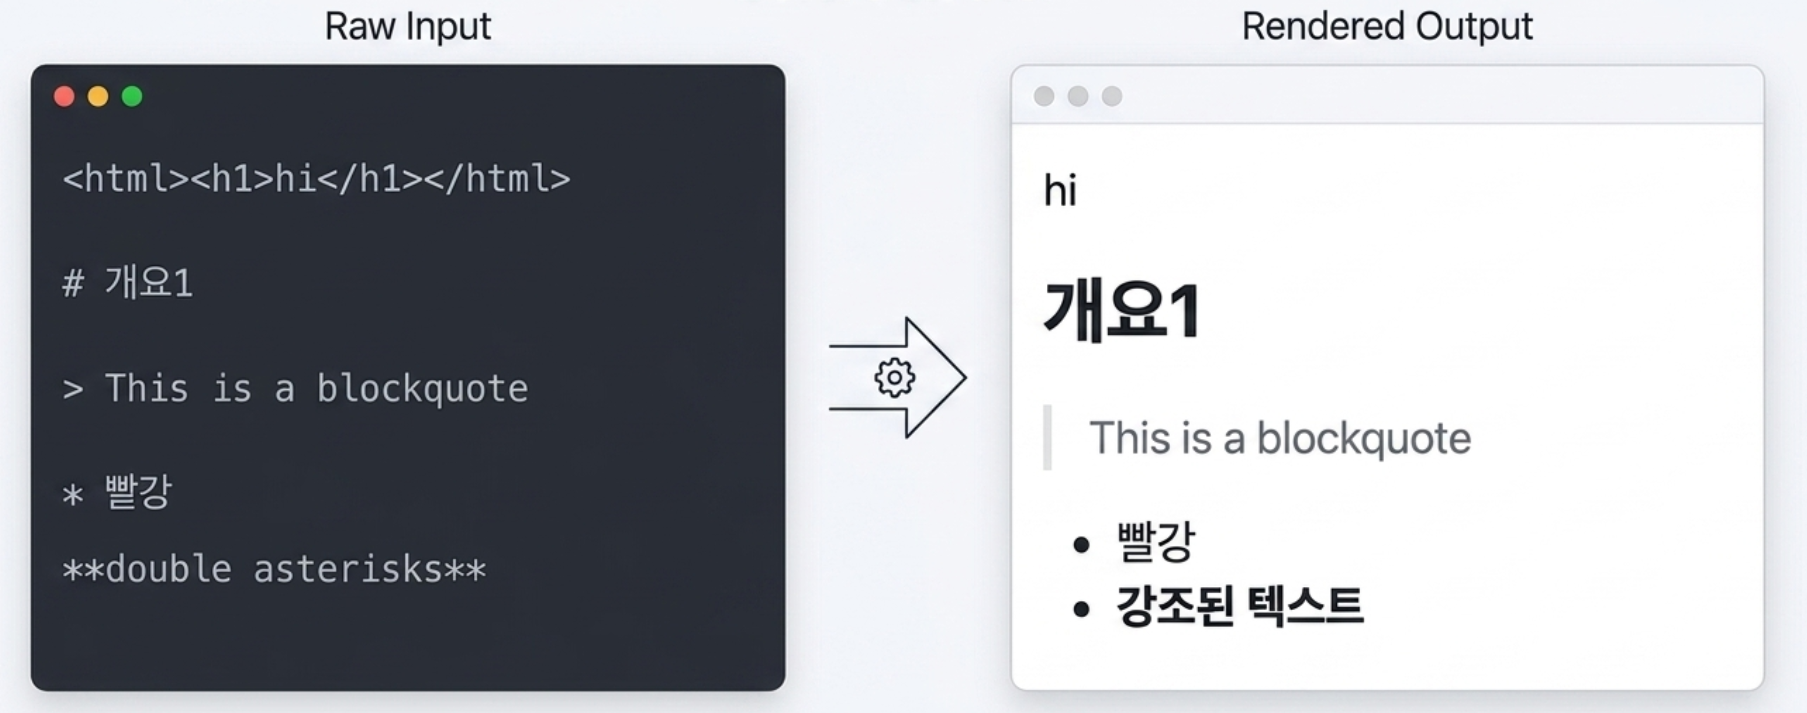 Raw Input
<html><h1>hi</h1></html>
# 개요1
> This is a blockquote
* 빨강
**double asterisks**
Rendered Output
hi
개요1
This is a blockquote
• 빨강
• 강조된 텍스트